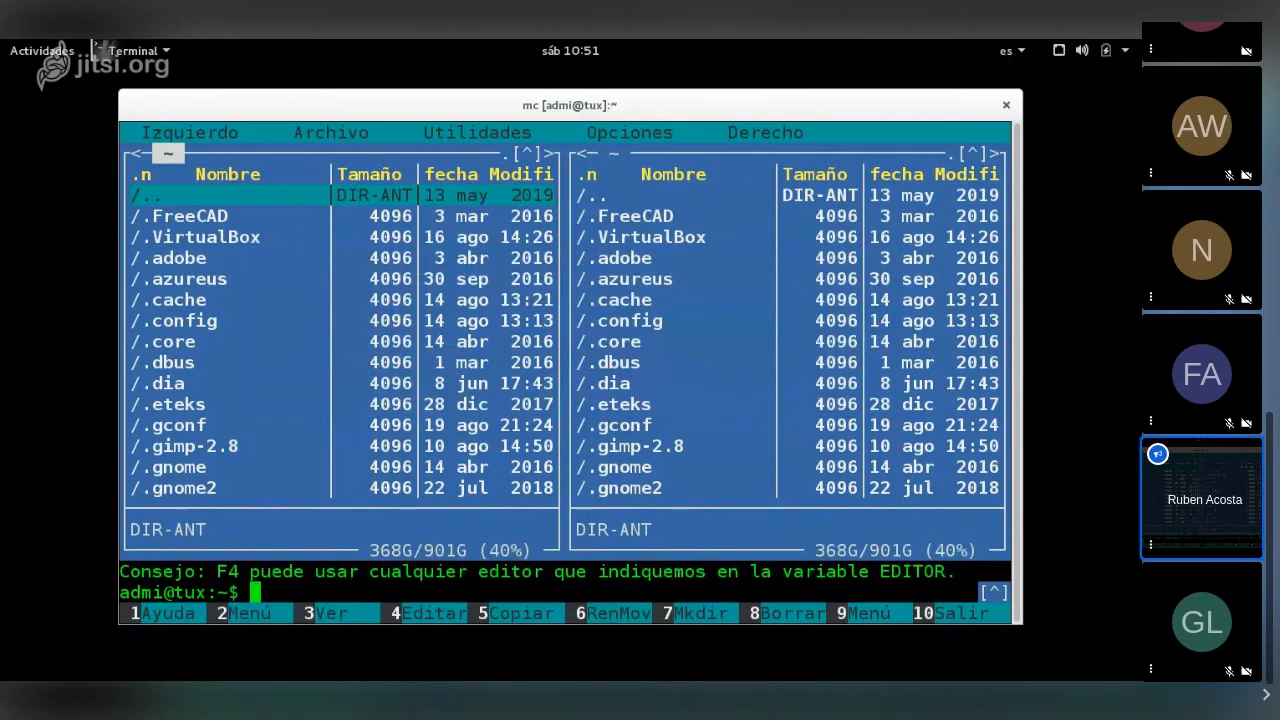 Actividades Terminal sáb 10:51 es
jitsi.org
mc [admi@tux]:~ ×
Izquierdo Archivo Utilidades Opciones Derecho
<─ ~ .[^]> <─ ~ .[^]>
.n Nombre Tamaño fecha Modifi .n Nombre Tamaño fecha Modifi
/.. DIR-ANT 13 may 2019 /.. DIR-ANT 13 may 2019
/.FreeCAD 4096 3 mar 2016 /.FreeCAD 4096 3 mar 2016
/.VirtualBox 4096 16 ago 14:26 /.VirtualBox 4096 16 ago 14:26
/.adobe 4096 3 abr 2016 /.adobe 4096 3 abr 2016
/.azureus 4096 30 sep 2016 /.azureus 4096 30 sep 2016
/.cache 4096 14 ago 13:21 /.cache 4096 14 ago 13:21
/.config 4096 14 ago 13:13 /.config 4096 14 ago 13:13
/.core 4096 14 abr 2016 /.core 4096 14 abr 2016
/.dbus 4096 1 mar 2016 /.dbus 4096 1 mar 2016
/.dia 4096 8 jun 17:43 /.dia 4096 8 jun 17:43
/.eteks 4096 28 dic 2017 /.eteks 4096 28 dic 2017
/.gconf 4096 19 ago 21:24 /.gconf 4096 19 ago 21:24
/.gimp-2.8 4096 10 ago 14:50 /.gimp-2.8 4096 10 ago 14:50
/.gnome 4096 14 abr 2016 /.gnome 4096 14 abr 2016
/.gnome2 4096 22 jul 2018 /.gnome2 4096 22 jul 2018
DIR-ANT DIR-ANT
368G/901G (40%) 368G/901G (40%)
Consejo: F4 puede usar cualquier editor que indiquemos en la variable EDITOR.
admi@tux:~$ [^]
1Ayuda 2Menú 3Ver 4Editar 5Copiar 6RenMov 7Mkdir 8Borrar 9Menú 10Salir
AW
N
FA
Ruben Acosta
GL